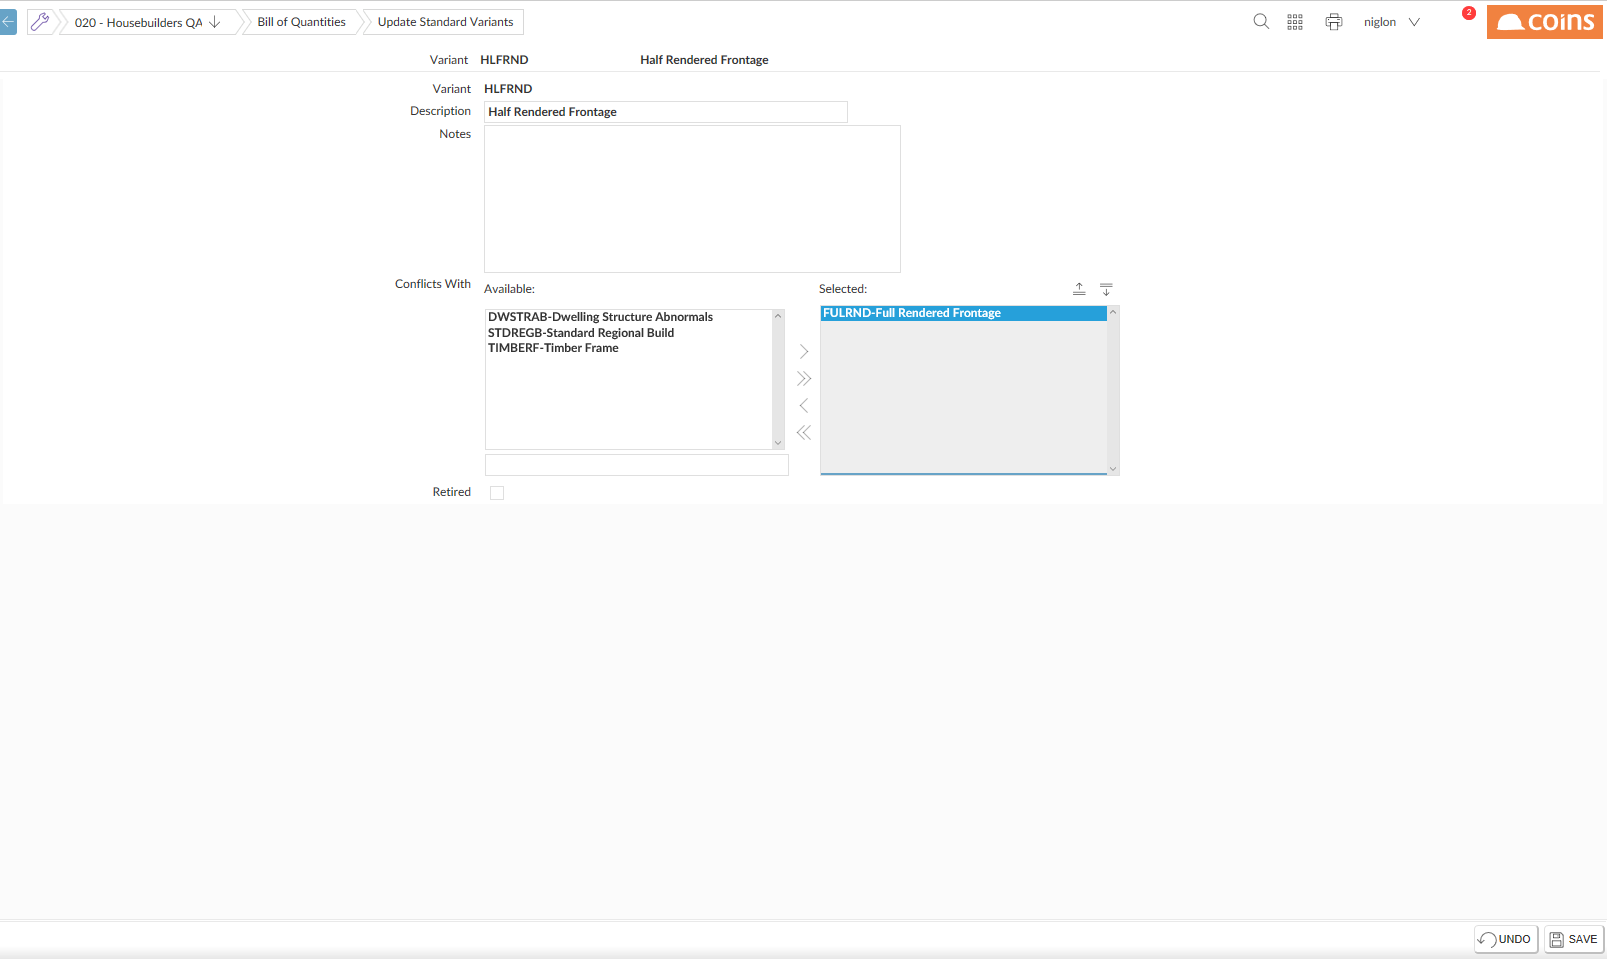 020 - Housebuilders QA
Bill of Quantities
Update Standard Variants
niglon
2
coins
Variant HLFRND Half Rendered Frontage
Variant HLFRND
Description Half Rendered Frontage
Notes
Conflicts With Available: Selected:
DWSTRAB-Dwelling Structure Abnormals
STDREGB-Standard Regional Build
TIMBERF-Timber Frame
FULRND-Full Rendered Frontage
Retired
UNDO SAVE